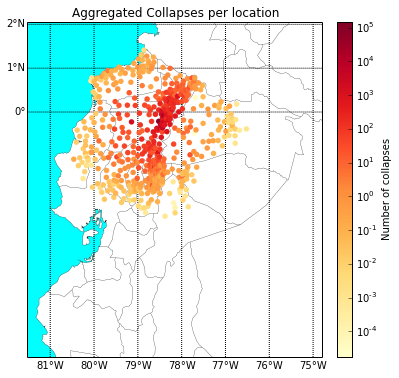 Aggregated Collapses per location
2°N
1°N
0°
81°W 80°W 79°W 78°W 77°W 76°W 75°W
10^5
10^4
10^3
10^2
10^1
10^0
10^-1
10^-2
10^-3
10^-4
Number of collapses